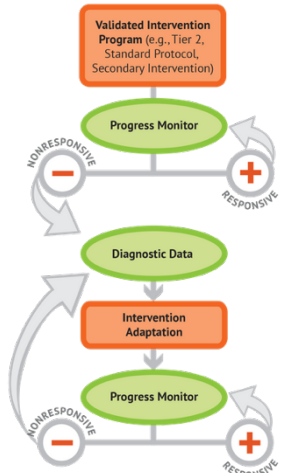 Validated Intervention
Program (e.g., Tier 2,
Standard Protocol,
Secondary Intervention)
Progress Monitor
NONRESPONSIVE
RESPONSIVE
Diagnostic Data
Intervention
Adaptation
Progress Monitor
NONRESPONSIVE
RESPONSIVE